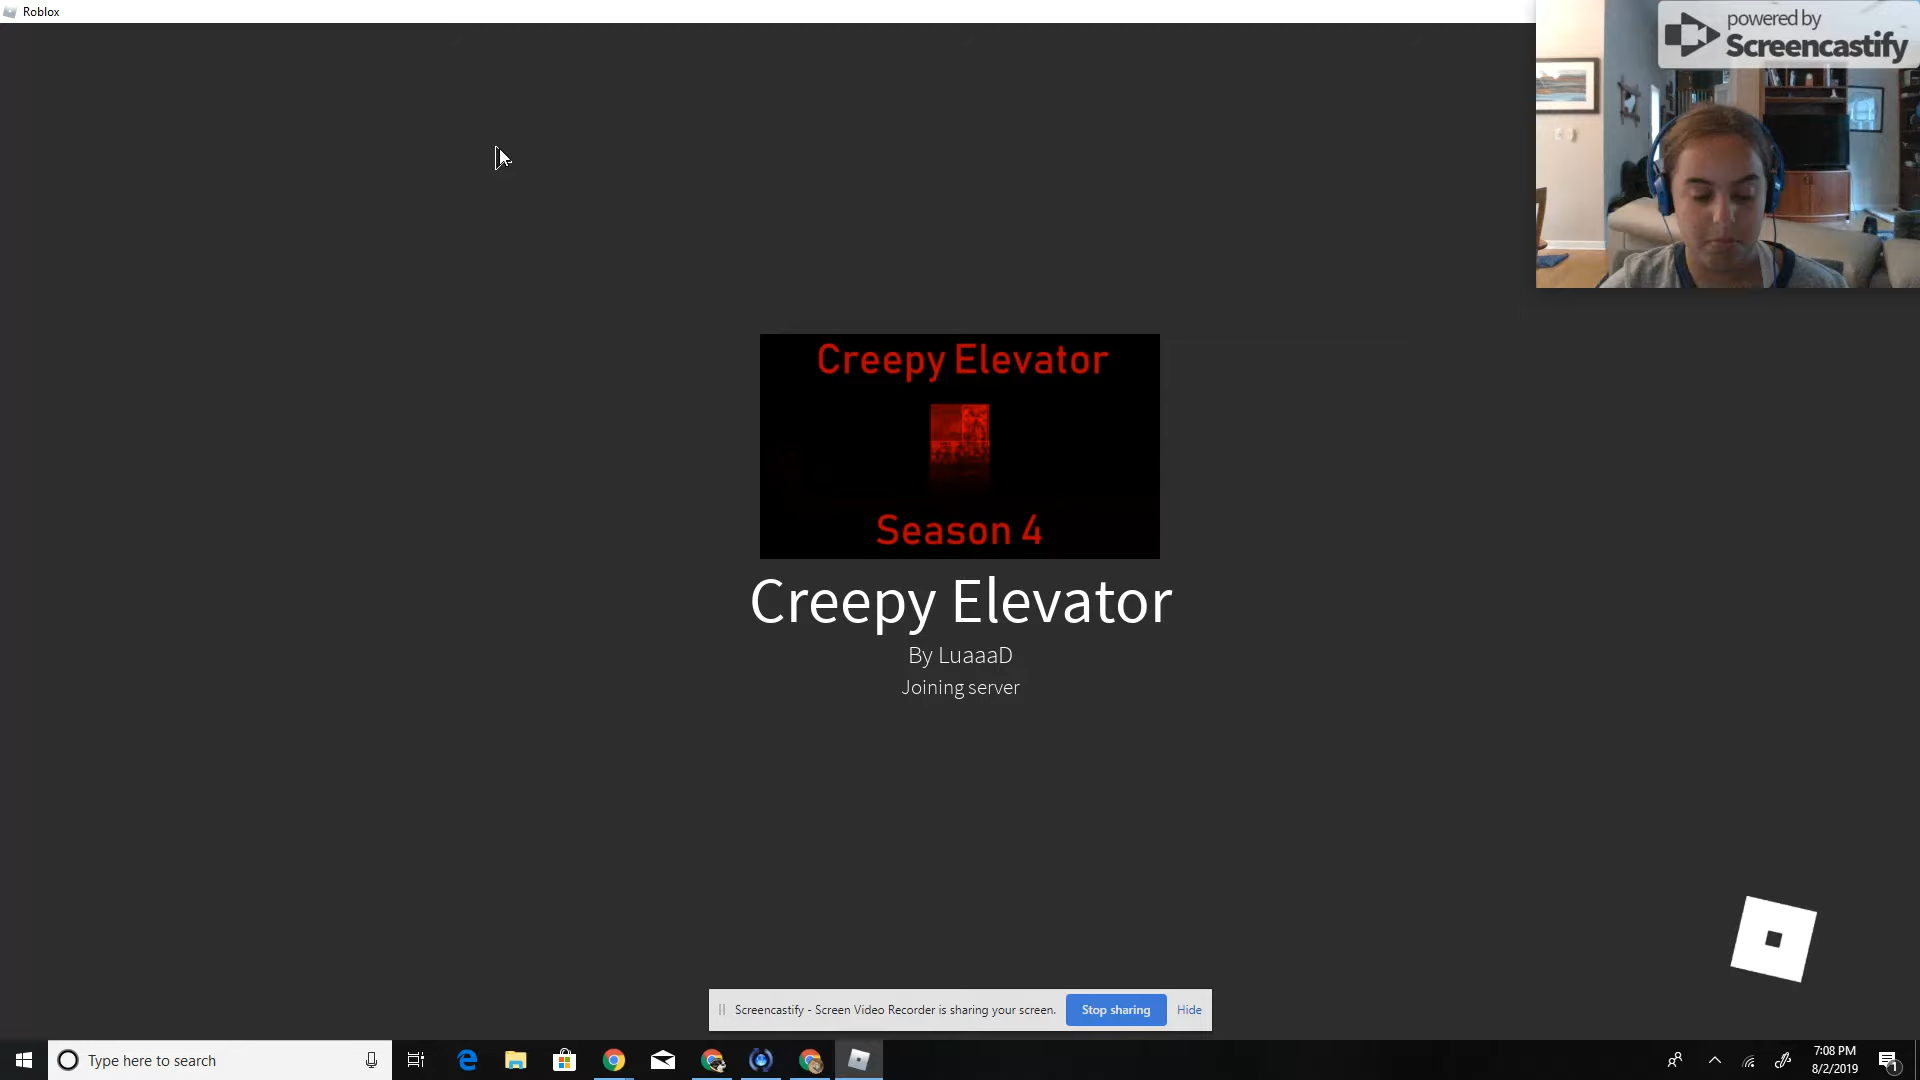 Roblox
powered by
Screencastify
Creepy Elevator
Season 4
Creepy Elevator
By LuaaaD
Joining server
Screencastify - Screen Video Recorder is sharing your screen.
Stop sharing
Hide
Type here to search
7:08 PM
8/2/2019
1